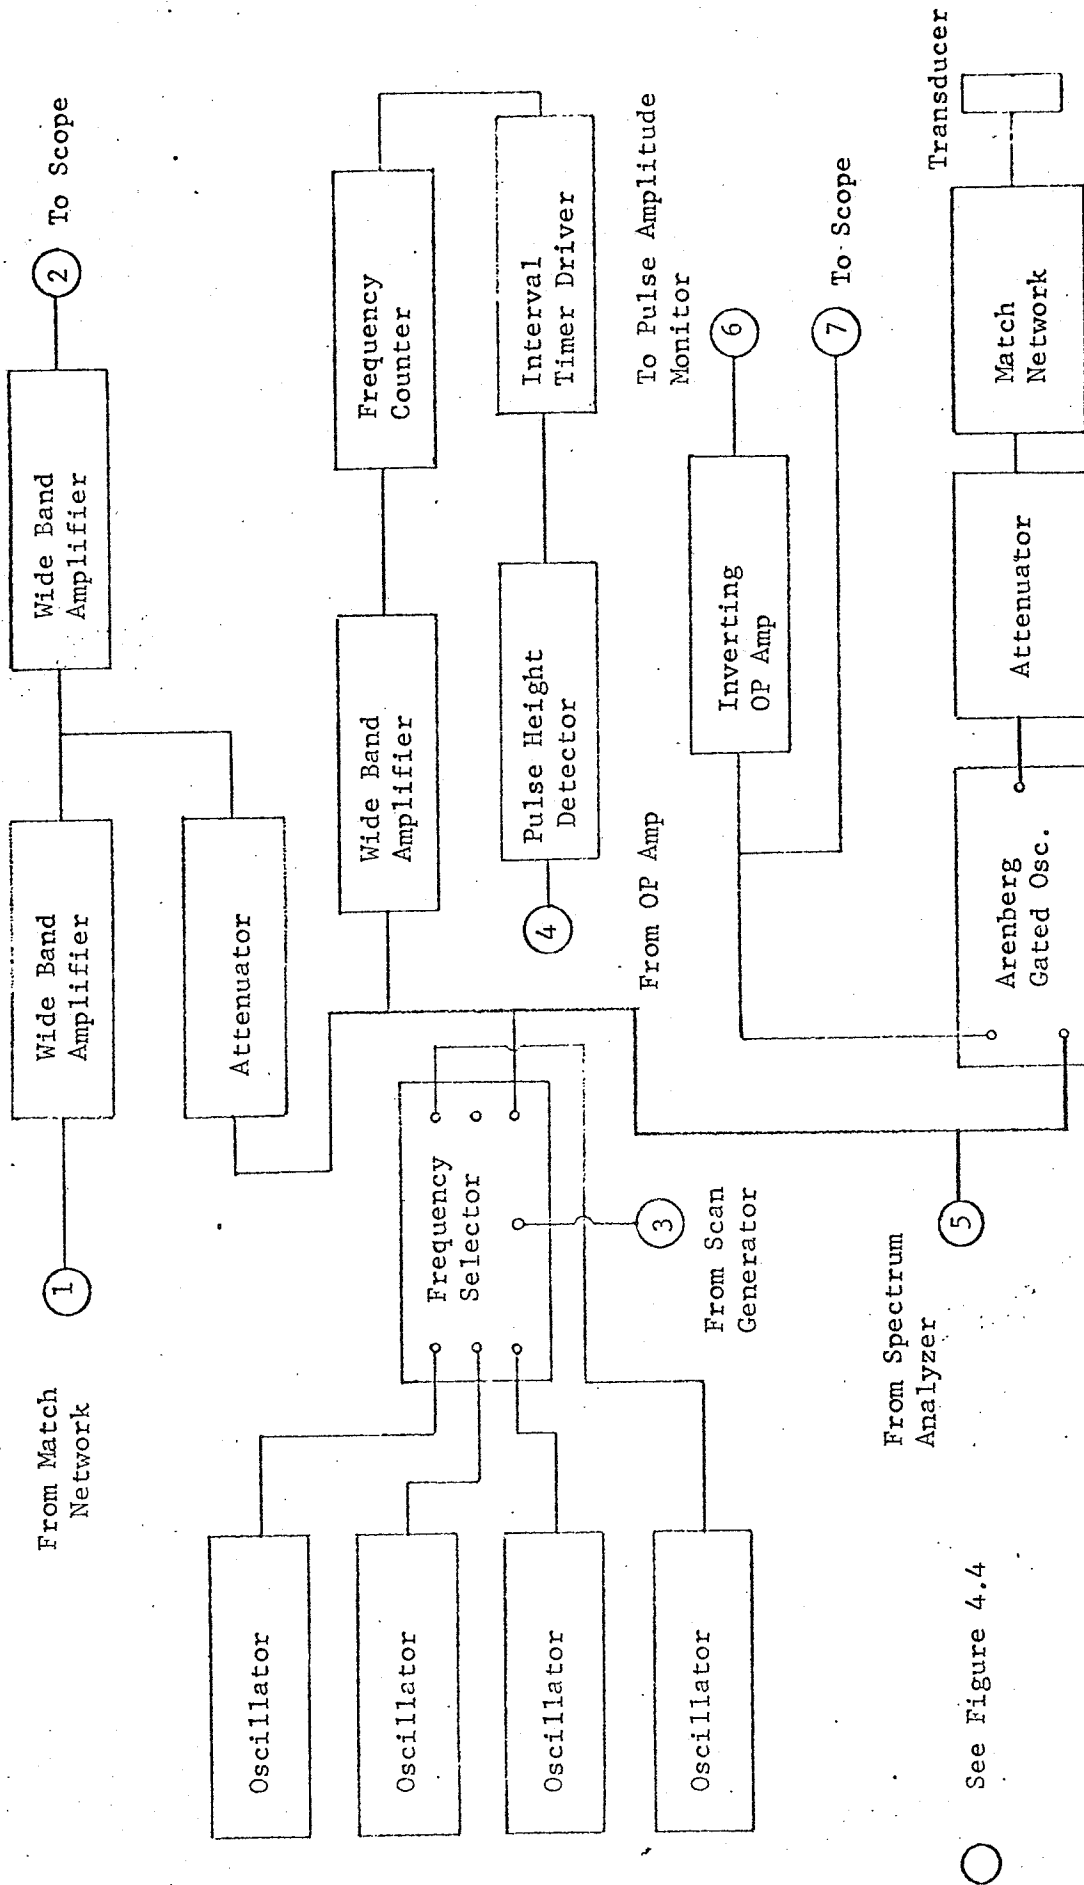 From Match
Network
1
Wide Band
Amplifier
Wide Band
Amplifier
2
To Scope
Attenuator
Oscillator
Oscillator
Oscillator
Oscillator
Frequency
Selector
3
From Scan
Generator
Wide Band
Amplifier
Frequency
Counter
4
From OP Amp
Pulse Height
Detector
Interval
Timer Driver
To Pulse Amplitude
Monitor
Inverting
OP Amp
6
7
To Scope
From Spectrum
Analyzer
5
Arenberg
Gated Osc.
Attenuator
Match
Network
Transducer
See Figure 4.4